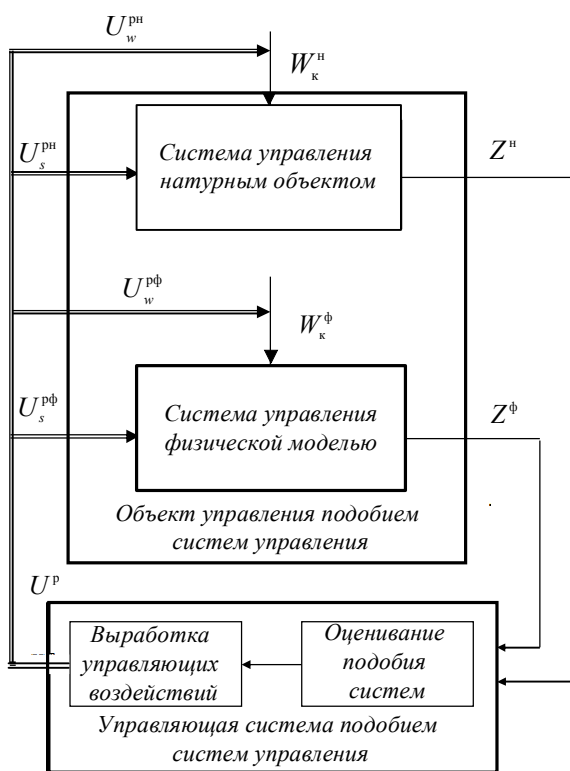 U_w^рн
W_к^н
U_s^рн
Система управления
натурным объектом
Z^н
U_w^рф
W_к^ф
U_s^рф
Система управления
физической моделью
Z^ф
Объект управления подобием
систем управления
U^р
Выработка
управляющих
воздействий
Оценивание
подобия
систем
Управляющая система подобием
систем управления